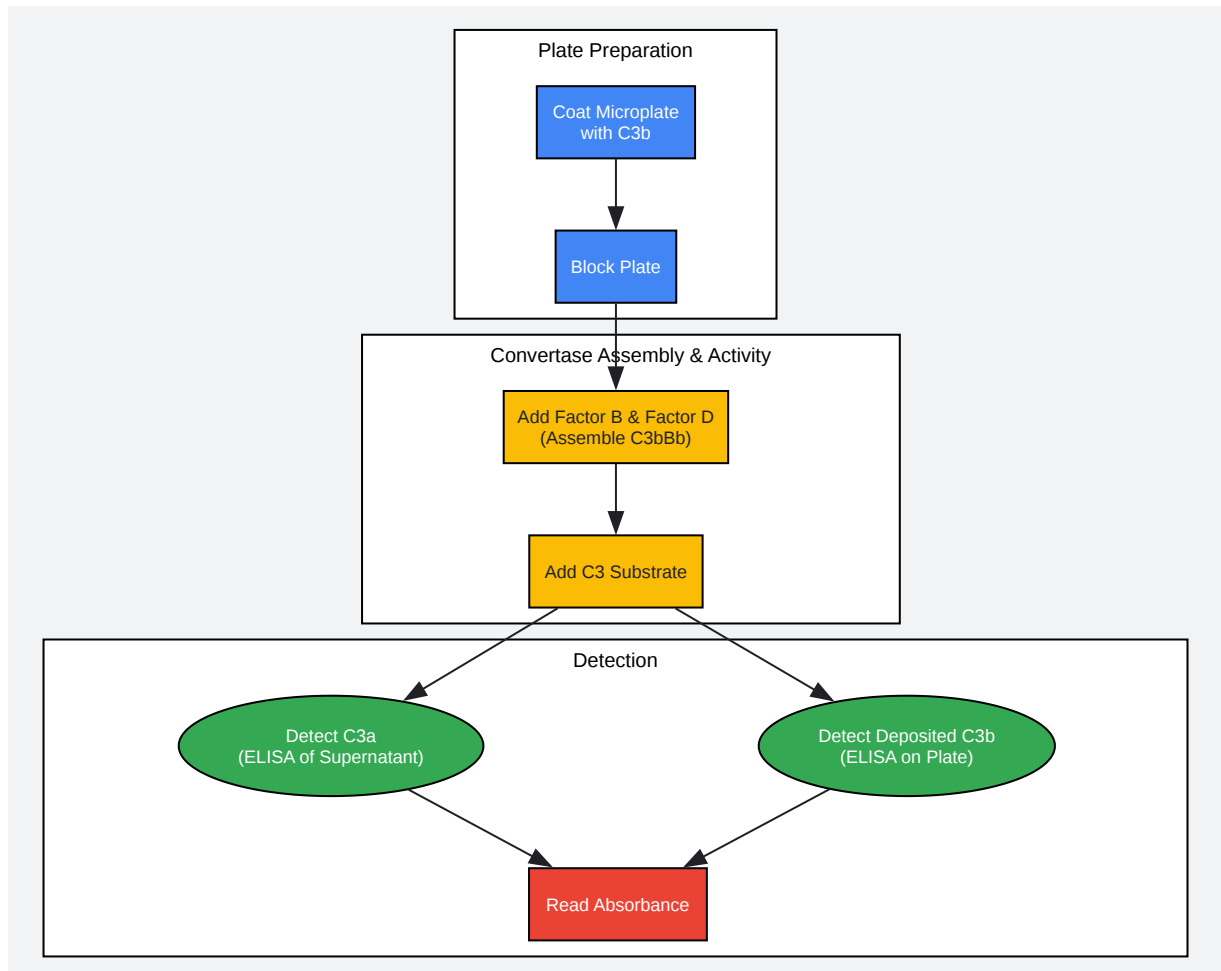 Plate Preparation
Coat Microplate
with C3b
Block Plate
Convertase Assembly & Activity
Add Factor B & Factor D
(Assemble C3bBb)
Add C3 Substrate
Detection
Detect C3a
(ELISA of Supernatant)
Detect Deposited C3b
(ELISA on Plate)
Read Absorbance